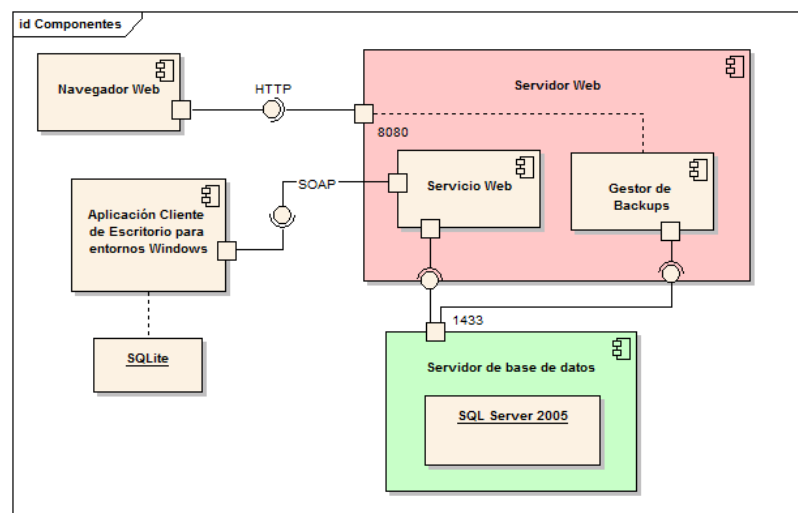 id Componentes
Navegador Web
HTTP
Servidor Web
8080
Servicio Web
Gestor de
Backups
SOAP
Aplicación Cliente
de Escritorio para
entornos Windows
SQLite
1433
Servidor de base de datos
SQL Server 2005